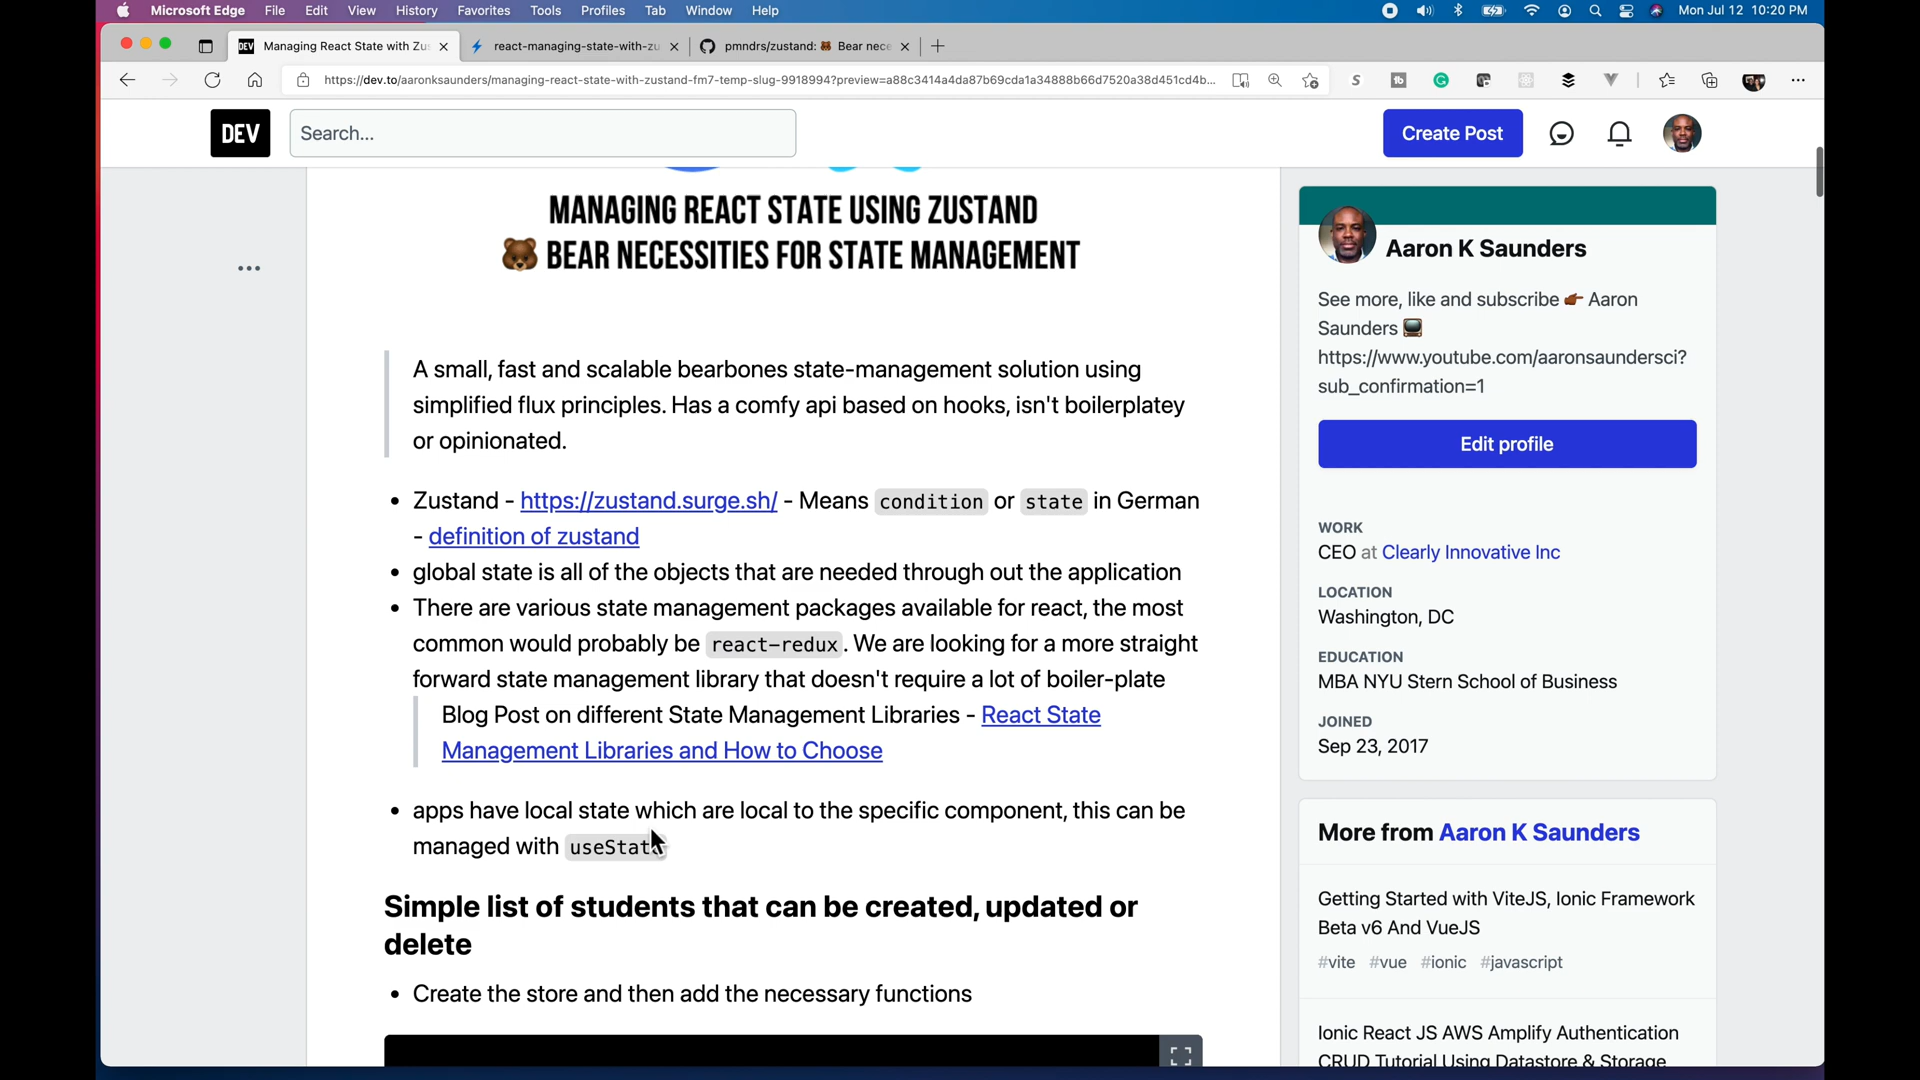 Microsoft Edge File Edit View History Favorites Tools Profiles Tab Window Help Mon Jul 12 10:20 PM
DEV Managing React State with Zus react-managing-state-with-zu pmndrs/zustand: 🐻 Bear nece
https://dev.to/aaronksaunders/managing-react-state-with-zustand-fm7-temp-slug-9918994?preview=a88c3414a4da87b69cda1a34888b66d7520a38d451cd4b...
DEV Search... Create Post
MANAGING REACT STATE USING ZUSTAND
🐻 BEAR NECESSITIES FOR STATE MANAGEMENT
A small, fast and scalable bearbones state-management solution using
simplified flux principles. Has a comfy api based on hooks, isn't boilerplatey
or opinionated.
• Zustand - https://zustand.surge.sh/ - Means condition or state in German
- definition of zustand
• global state is all of the objects that are needed through out the application
• There are various state management packages available for react, the most
common would probably be react-redux. We are looking for a more straight
forward state management library that doesn't require a lot of boiler-plate
Blog Post on different State Management Libraries - React State
Management Libraries and How to Choose
• apps have local state which are local to the specific component, this can be
managed with
Simple list of students that can be created, updated or
delete
• Create the store and then add the necessary functions
Aaron K Saunders
See more, like and subscribe 👉🏾 Aaron
Saunders 📺
https://www.youtube.com/aaronsaundersci?
sub_confirmation=1
Edit profile
WORK
CEO at Clearly Innovative Inc
LOCATION
Washington, DC
EDUCATION
MBA NYU Stern School of Business
JOINED
Sep 23, 2017
More from Aaron K Saunders
Getting Started with ViteJS, Ionic Framework
Beta v6 And VueJS
#vite #vue #ionic #javascript
Ionic React JS AWS Amplify Authentication
CRUD Tutorial Using Datastore & Storage